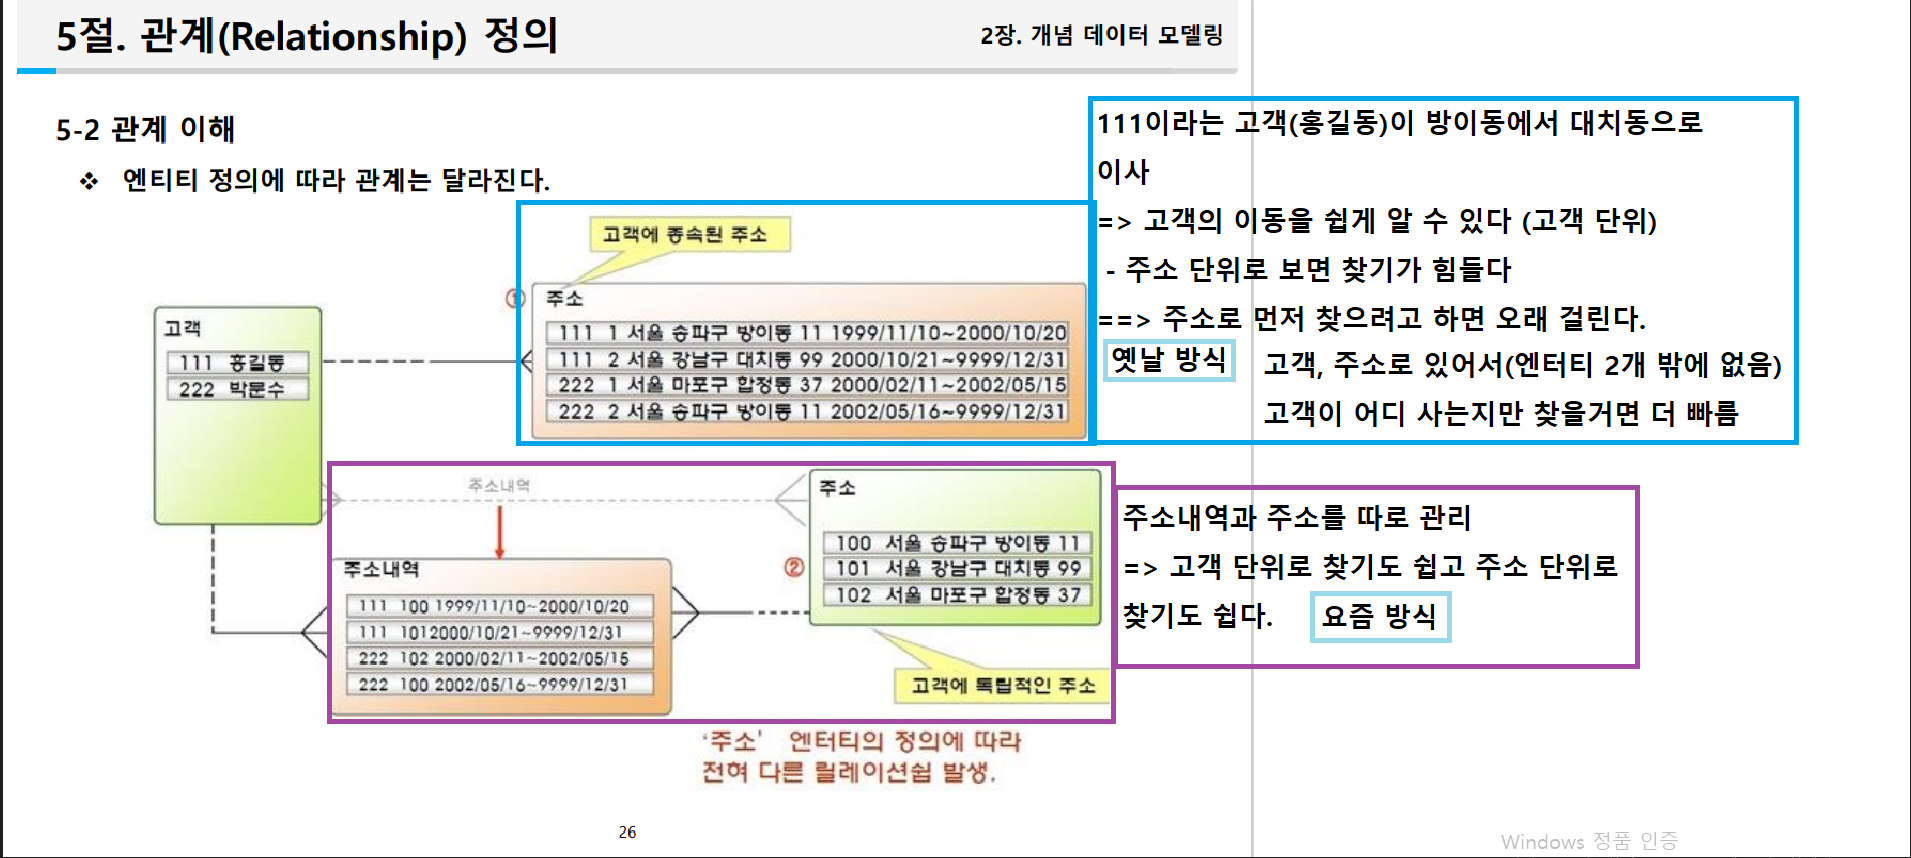 5절. 관계(Relationship) 정의
2장. 개념 데이터 모델링
5-2 관계 이해
❖ 엔티티 정의에 따라 관계는 달라진다.
고객에 종속된 주소
①
주소
111 1 서울 송파구 방이동 11 1999/11/10~2000/10/20
111 2 서울 강남구 대치동 99 2000/10/21~9999/12/31
222 1 서울 마포구 합정동 37 2000/02/11~2002/05/15
222 2 서울 송파구 방이동 11 2002/05/16~9999/12/31
고객
111 홍길동
222 박문수
111이라는 고객(홍길동)이 방이동에서 대치동으로
이사
=> 고객의 이동을 쉽게 알 수 있다 (고객 단위)
- 주소 단위로 보면 찾기가 힘들다
==> 주소로 먼저 찾으려고 하면 오래 걸린다.
옛날 방식
고객, 주소로 있어서(엔터티 2개 밖에 없음)
고객이 어디 사는지만 찾을거면 더 빠름
주소내역
주소내역
111 100 1999/11/10~2000/10/20
111 1012000/10/21~9999/12/31
222 102 2000/02/11~2002/05/15
222 100 2002/05/16~9999/12/31
②
주소
100 서울 송파구 방이동 11
101 서울 강남구 대치동 99
102 서울 마포구 합정동 37
고객에 독립적인 주소
주소내역과 주소를 따로 관리
=> 고객 단위로 찾기도 쉽고 주소 단위로
찾기도 쉽다.
요즘 방식
'주소' 엔터티의 정의에 따라
전혀 다른 릴레이션쉽 발생.
26
Windows 정품 인증